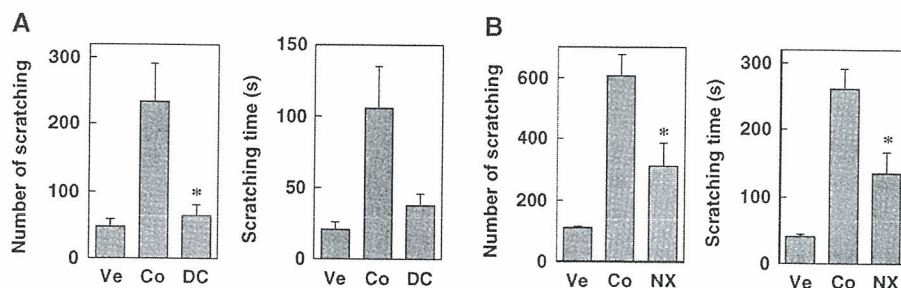 A
Number of scratching
300
200
100
0
*
Ve Co DC
Scratching time (s)
150
100
50
0
Ve Co DC
B
Number of scratching
600
400
200
0
*
Ve Co NX
Scratching time (s)
300
200
100
0
*
Ve Co NX